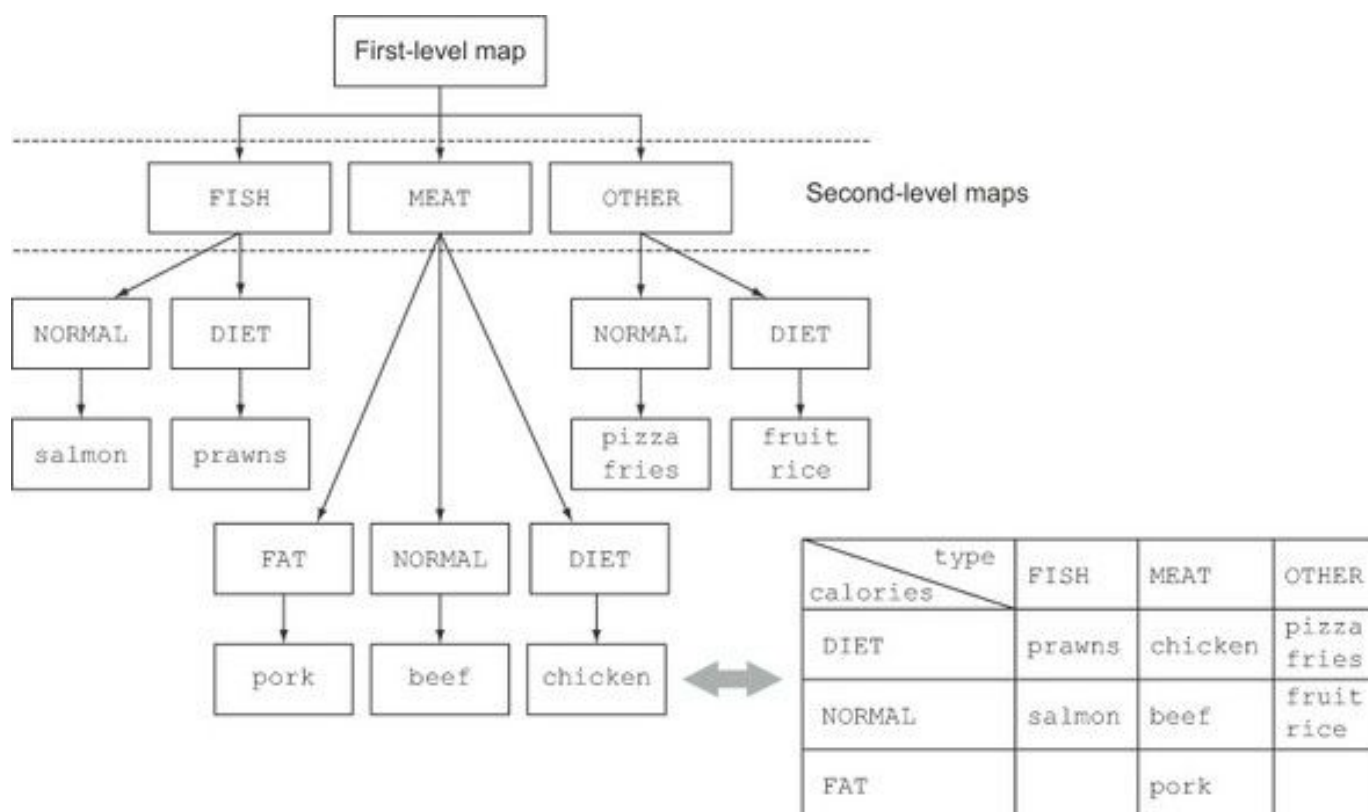 First-level map
FISH
MEAT
OTHER
Second-level maps
NORMAL
DIET
NORMAL
DIET
salmon
prawns
pizza
fries
fruit
rice
FAT
NORMAL
DIET
pork
beef
chicken
type
calories
FISH
MEAT
OTHER
DIET
prawns
chicken
pizza
fries
NORMAL
salmon
beef
fruit
rice
FAT
pork